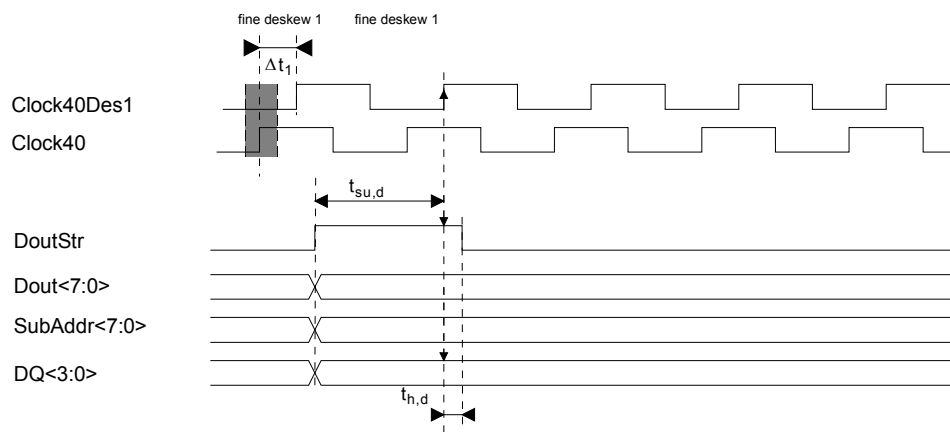 fine deskew 1
fine deskew 1
Δt1
Clock40Des1
Clock40
tsu,d
DoutStr
Dout<7:0>
SubAddr<7:0>
DQ<3:0>
th,d